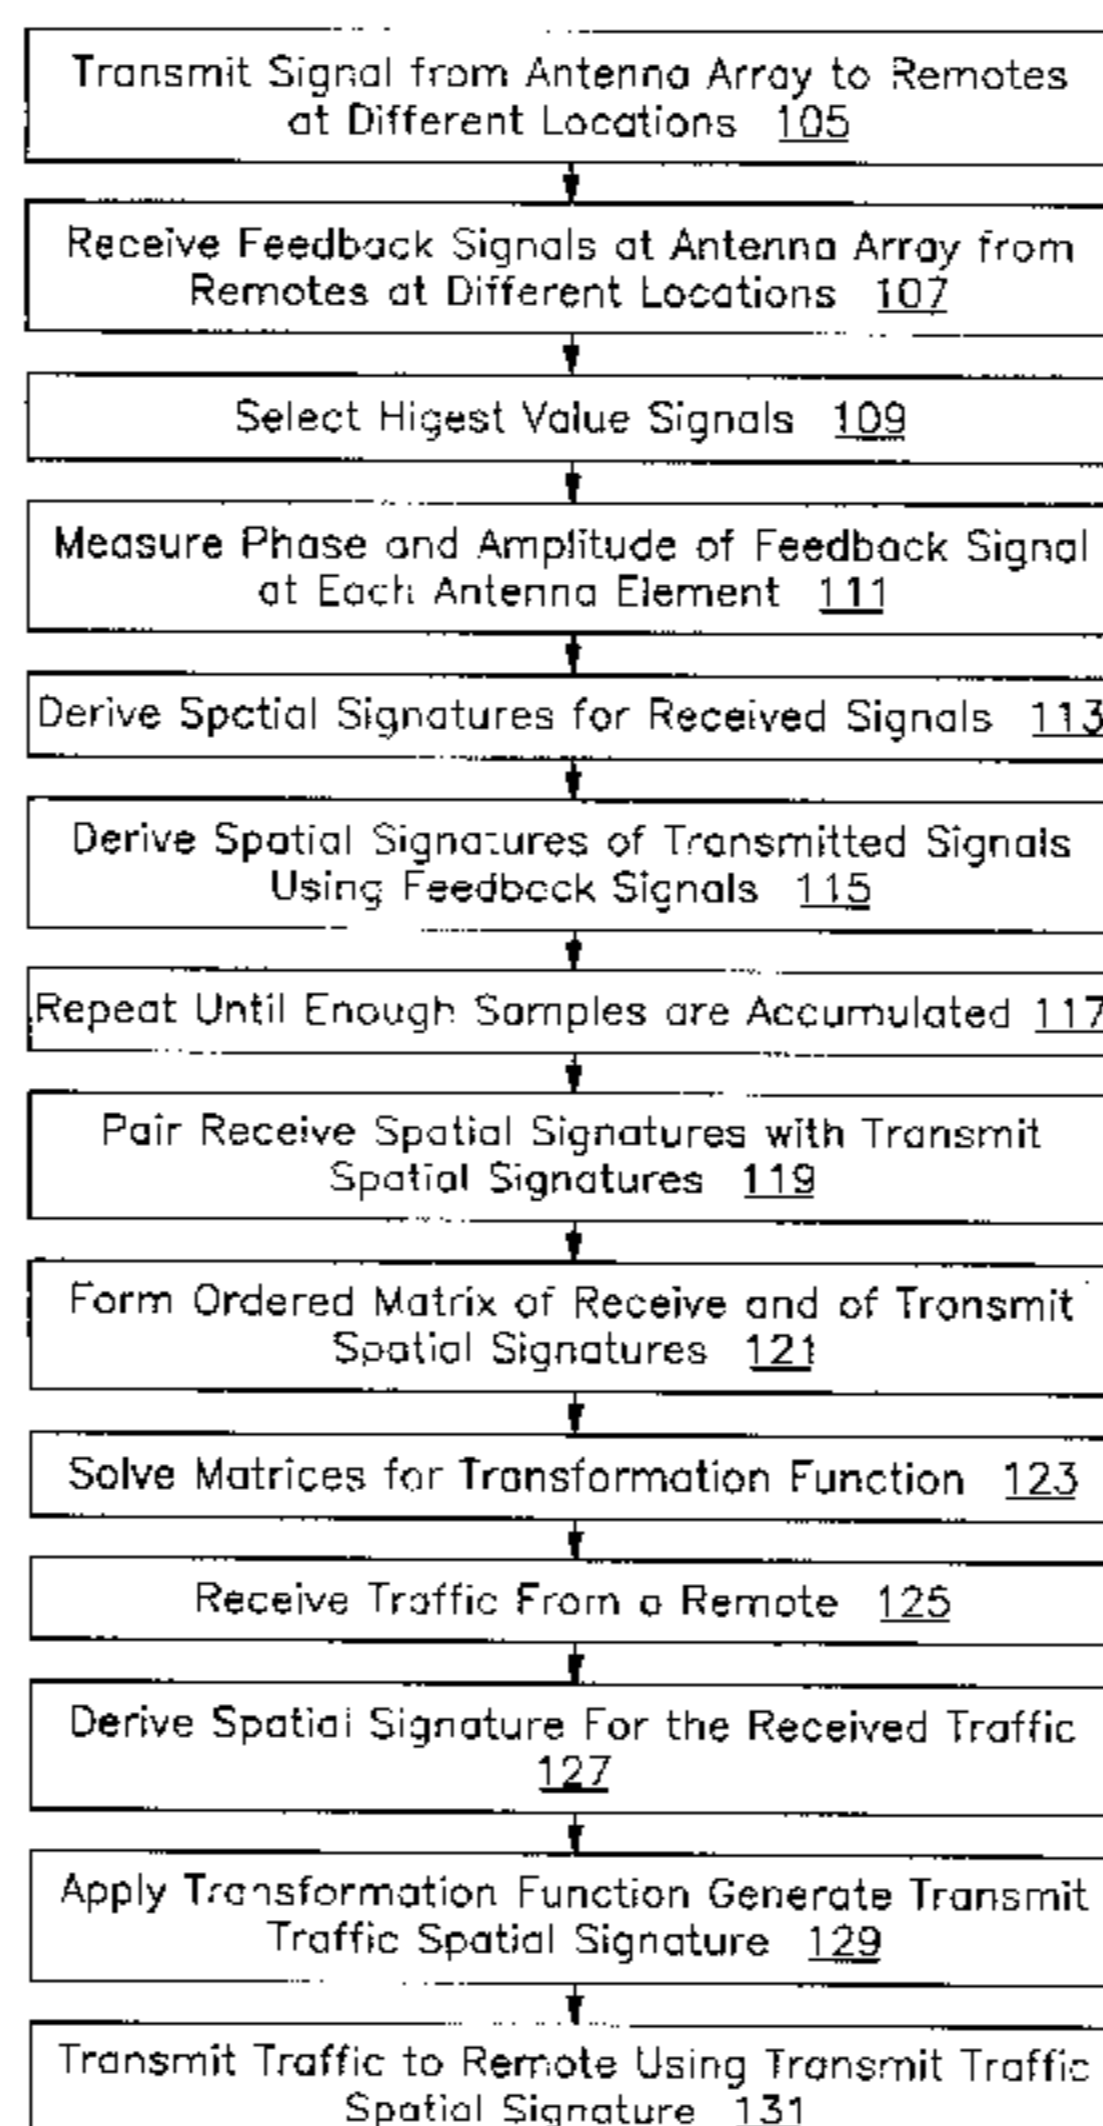 Transmit Signal from Antenna Array to Remotes
at Different Locations 105
Receive Feedback Signals at Antenna Array from
Remotes at Different Locations 107
Select Higest Value Signals 109
Measure Phase and Amplitude of Feedback Signal
at Each Antenna Element 111
Derive Spatial Signatures for Received Signals 113
Derive Spatial Signatures of Transmitted Signals
Using Feedback Signals 115
Repeat Until Enough Samples are Accumulated 117
Pair Receive Spatial Signatures with Transmit
Spatial Signatures 119
Form Ordered Matrix of Receive and of Transmit
Spatial Signatures 121
Solve Matrices for Transformation Function 123
Receive Traffic From a Remote 125
Derive Spatial Signature For the Received Traffic
127
Apply Transformation Function Generate Transmit
Traffic Spatial Signature 129
Transmit Traffic to Remote Using Transmit Traffic
Spatial Signature 131